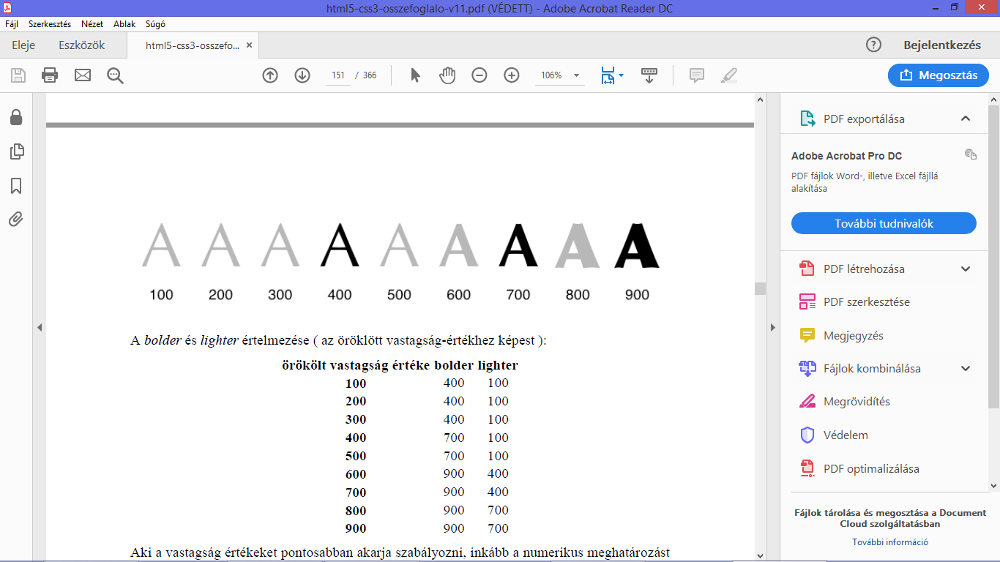 html5-css3-osszefoglalo-v11.pdf (VÉDETT) - Adobe Acrobat Reader DC
Fájl Szerkesztés Nézet Ablak Súgó
Eleje Eszközök html5-css3-osszefo... × Bejelentkezés
151 / 366 106% Megosztás
PDF exportálása
Adobe Acrobat Pro DC
PDF fájlok Word-, illetve Excel fájllá
alakítása
További tudnivalók
PDF létrehozása
PDF szerkesztése
Megjegyzés
Fájlok kombinálása
Megrövidítés
Védelem
PDF optimalizálása
Fájlok tárolása és megosztása a Document
Cloud szolgáltatásban
További információ
A A A A A A A A A
100 200 300 400 500 600 700 800 900
A bolder és lighter értelmezése ( az öröklött vastagság-értékhez képest ):
örökölt vastagság értéke bolder lighter
100 400 100
200 400 100
300 400 100
400 700 100
500 700 100
600 900 400
700 900 400
800 900 700
900 900 700
Aki a vastagság értékeket pontosabban akarja szabályozni, inkább a numerikus meghatározást